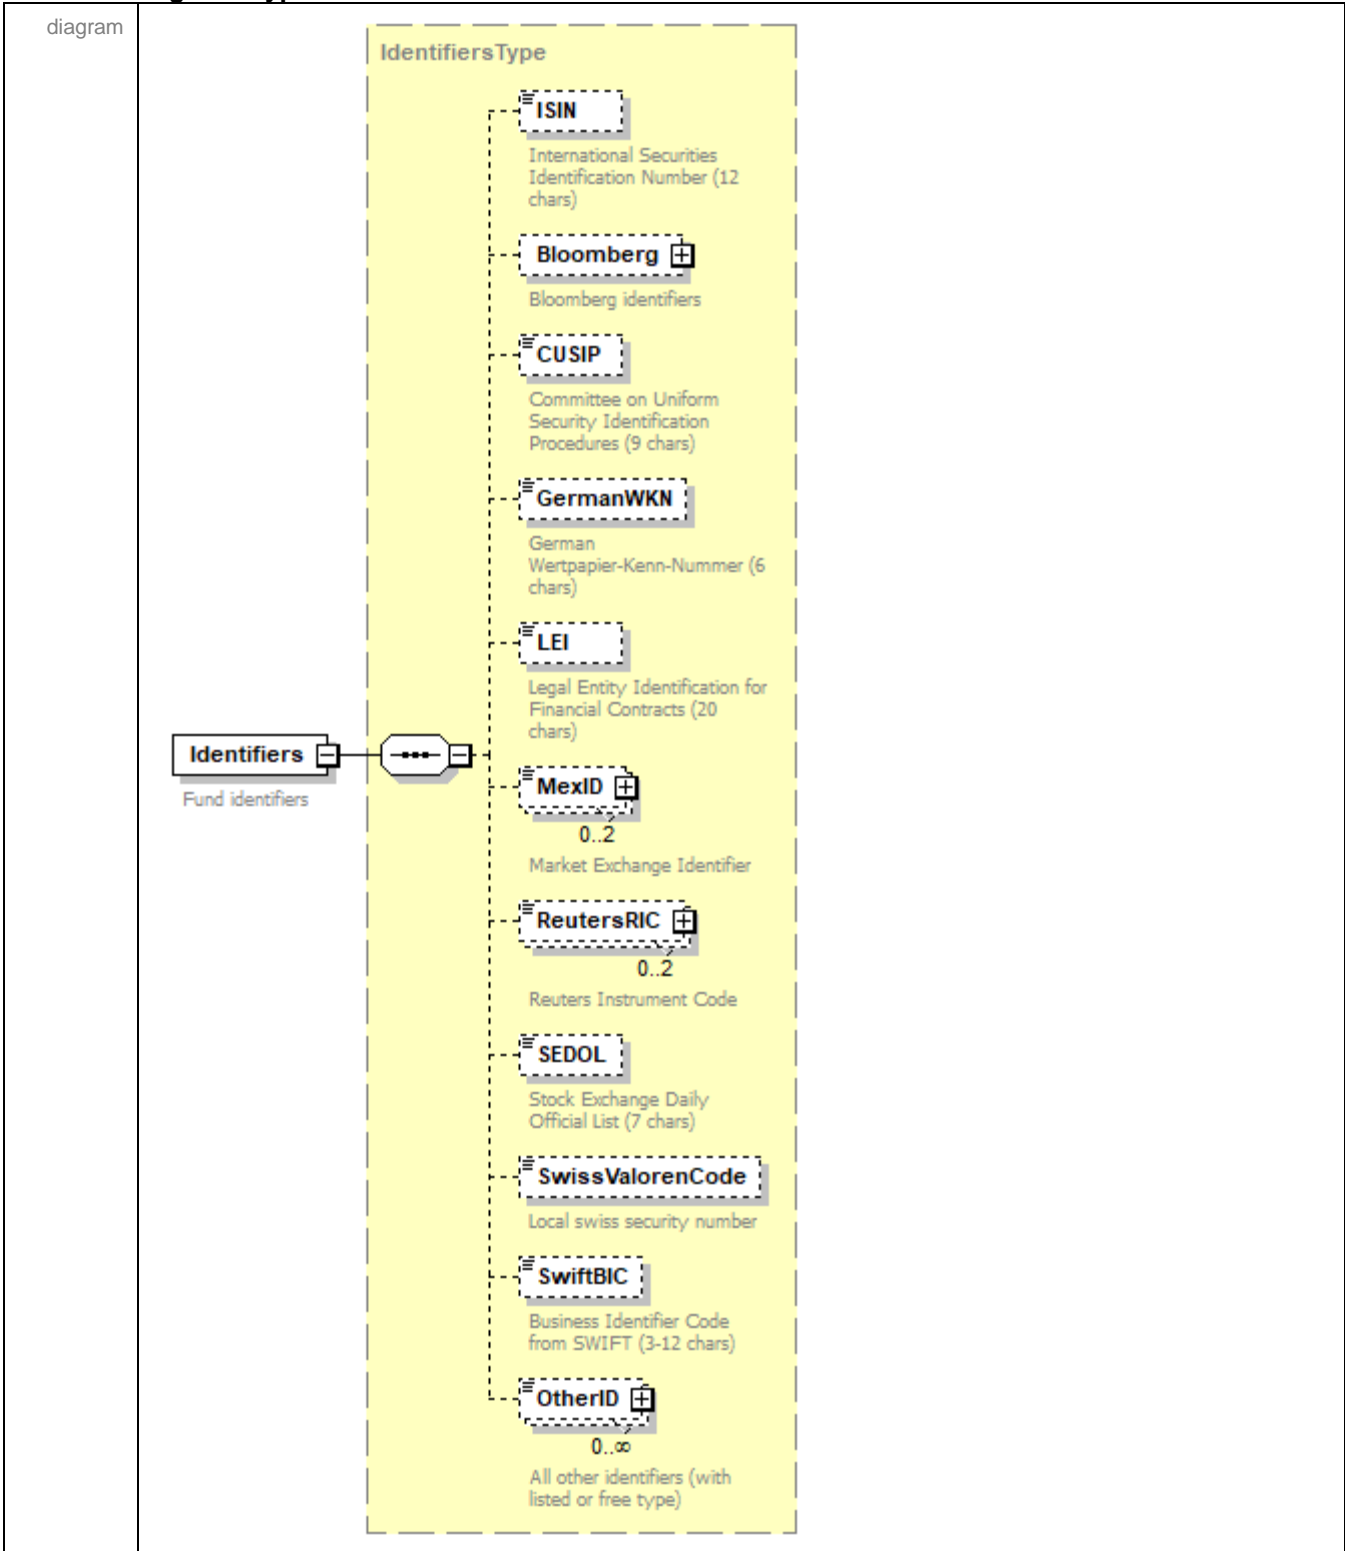 diagram
IdentifiersType
ISIN
International Securities
Identification Number (12
chars)
Bloomberg
Bloomberg identifiers
CUSIP
Committee on Uniform
Security Identification
Procedures (9 chars)
GermanWKN
German
Wertpapier-Kenn-Nummer (6
chars)
LEI
Legal Entity Identification for
Financial Contracts (20
chars)
Identifiers
Fund identifiers
MexID
0..2
Market Exchange Identifier
ReutersRIC
0..2
Reuters Instrument Code
SEDOL
Stock Exchange Daily
Official List (7 chars)
SwissValorenCode
Local swiss security number
SwiftBIC
Business Identifier Code
from SWIFT (3-12 chars)
OtherID
0..∞
All other identifiers (with
listed or free type)